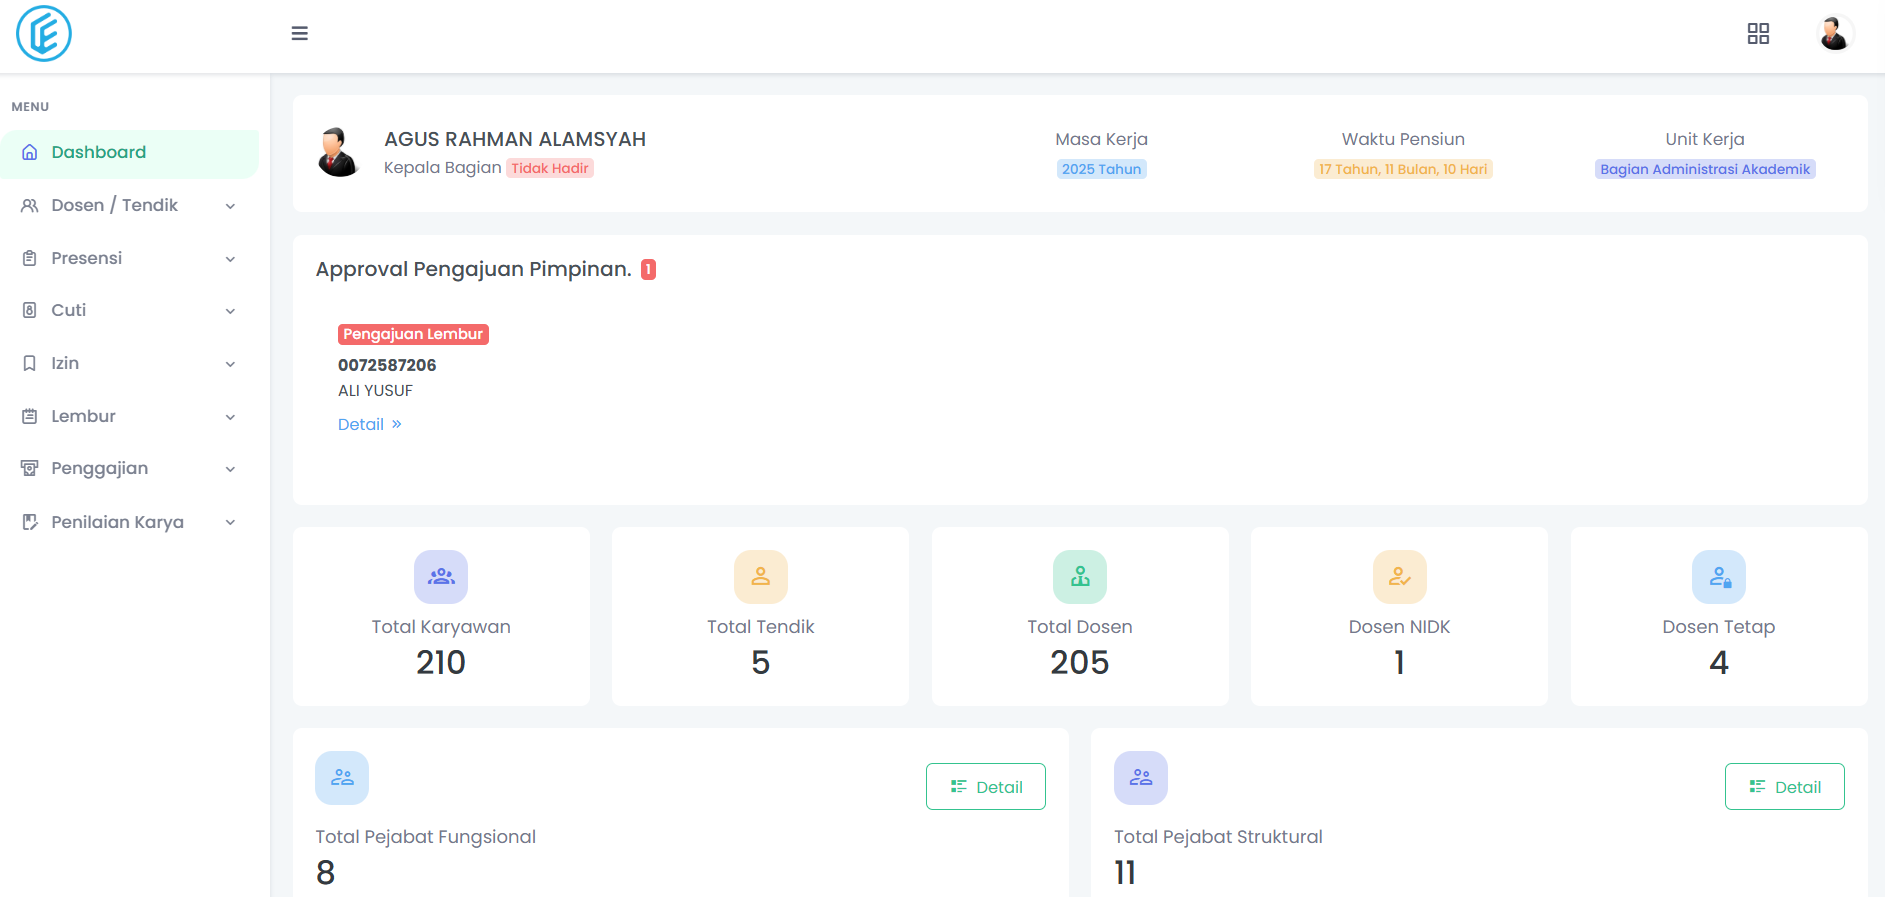 MENU
Dashboard
Dosen / Tendik
Presensi
Cuti
Izin
Lembur
Penggajian
Penilaian Karya
AGUS RAHMAN ALAMSYAH
Kepala Bagian Tidak Hadir
Masa Kerja
2025 Tahun
Waktu Pensiun
17 Tahun, 11 Bulan, 10 Hari
Unit Kerja
Bagian Administrasi Akademik
Approval Pengajuan Pimpinan. 1
Pengajuan Lembur
0072587206
ALI YUSUF
Detail »
Total Karyawan
210
Total Tendik
5
Total Dosen
205
Dosen NIDK
1
Dosen Tetap
4
Detail
Total Pejabat Fungsional
8
Detail
Total Pejabat Struktural
11